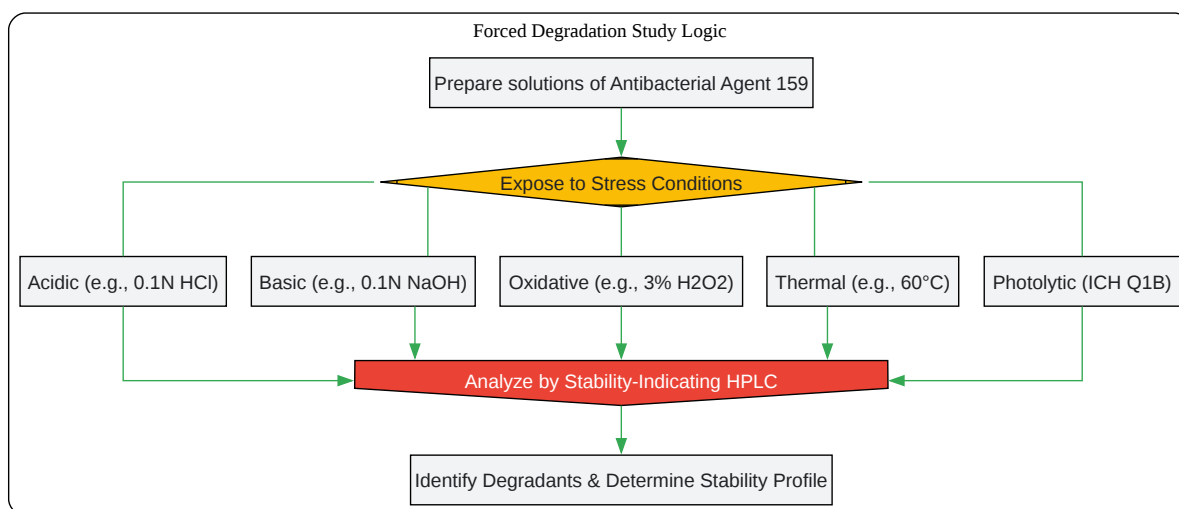 Forced Degradation Study Logic
Prepare solutions of Antibacterial Agent 159
Expose to Stress Conditions
Acidic (e.g., 0.1N HCl)
Basic (e.g., 0.1N NaOH)
Oxidative (e.g., 3% H2O2)
Thermal (e.g., 60°C)
Photolytic (ICH Q1B)
Analyze by Stability-Indicating HPLC
Identify Degradants & Determine Stability Profile